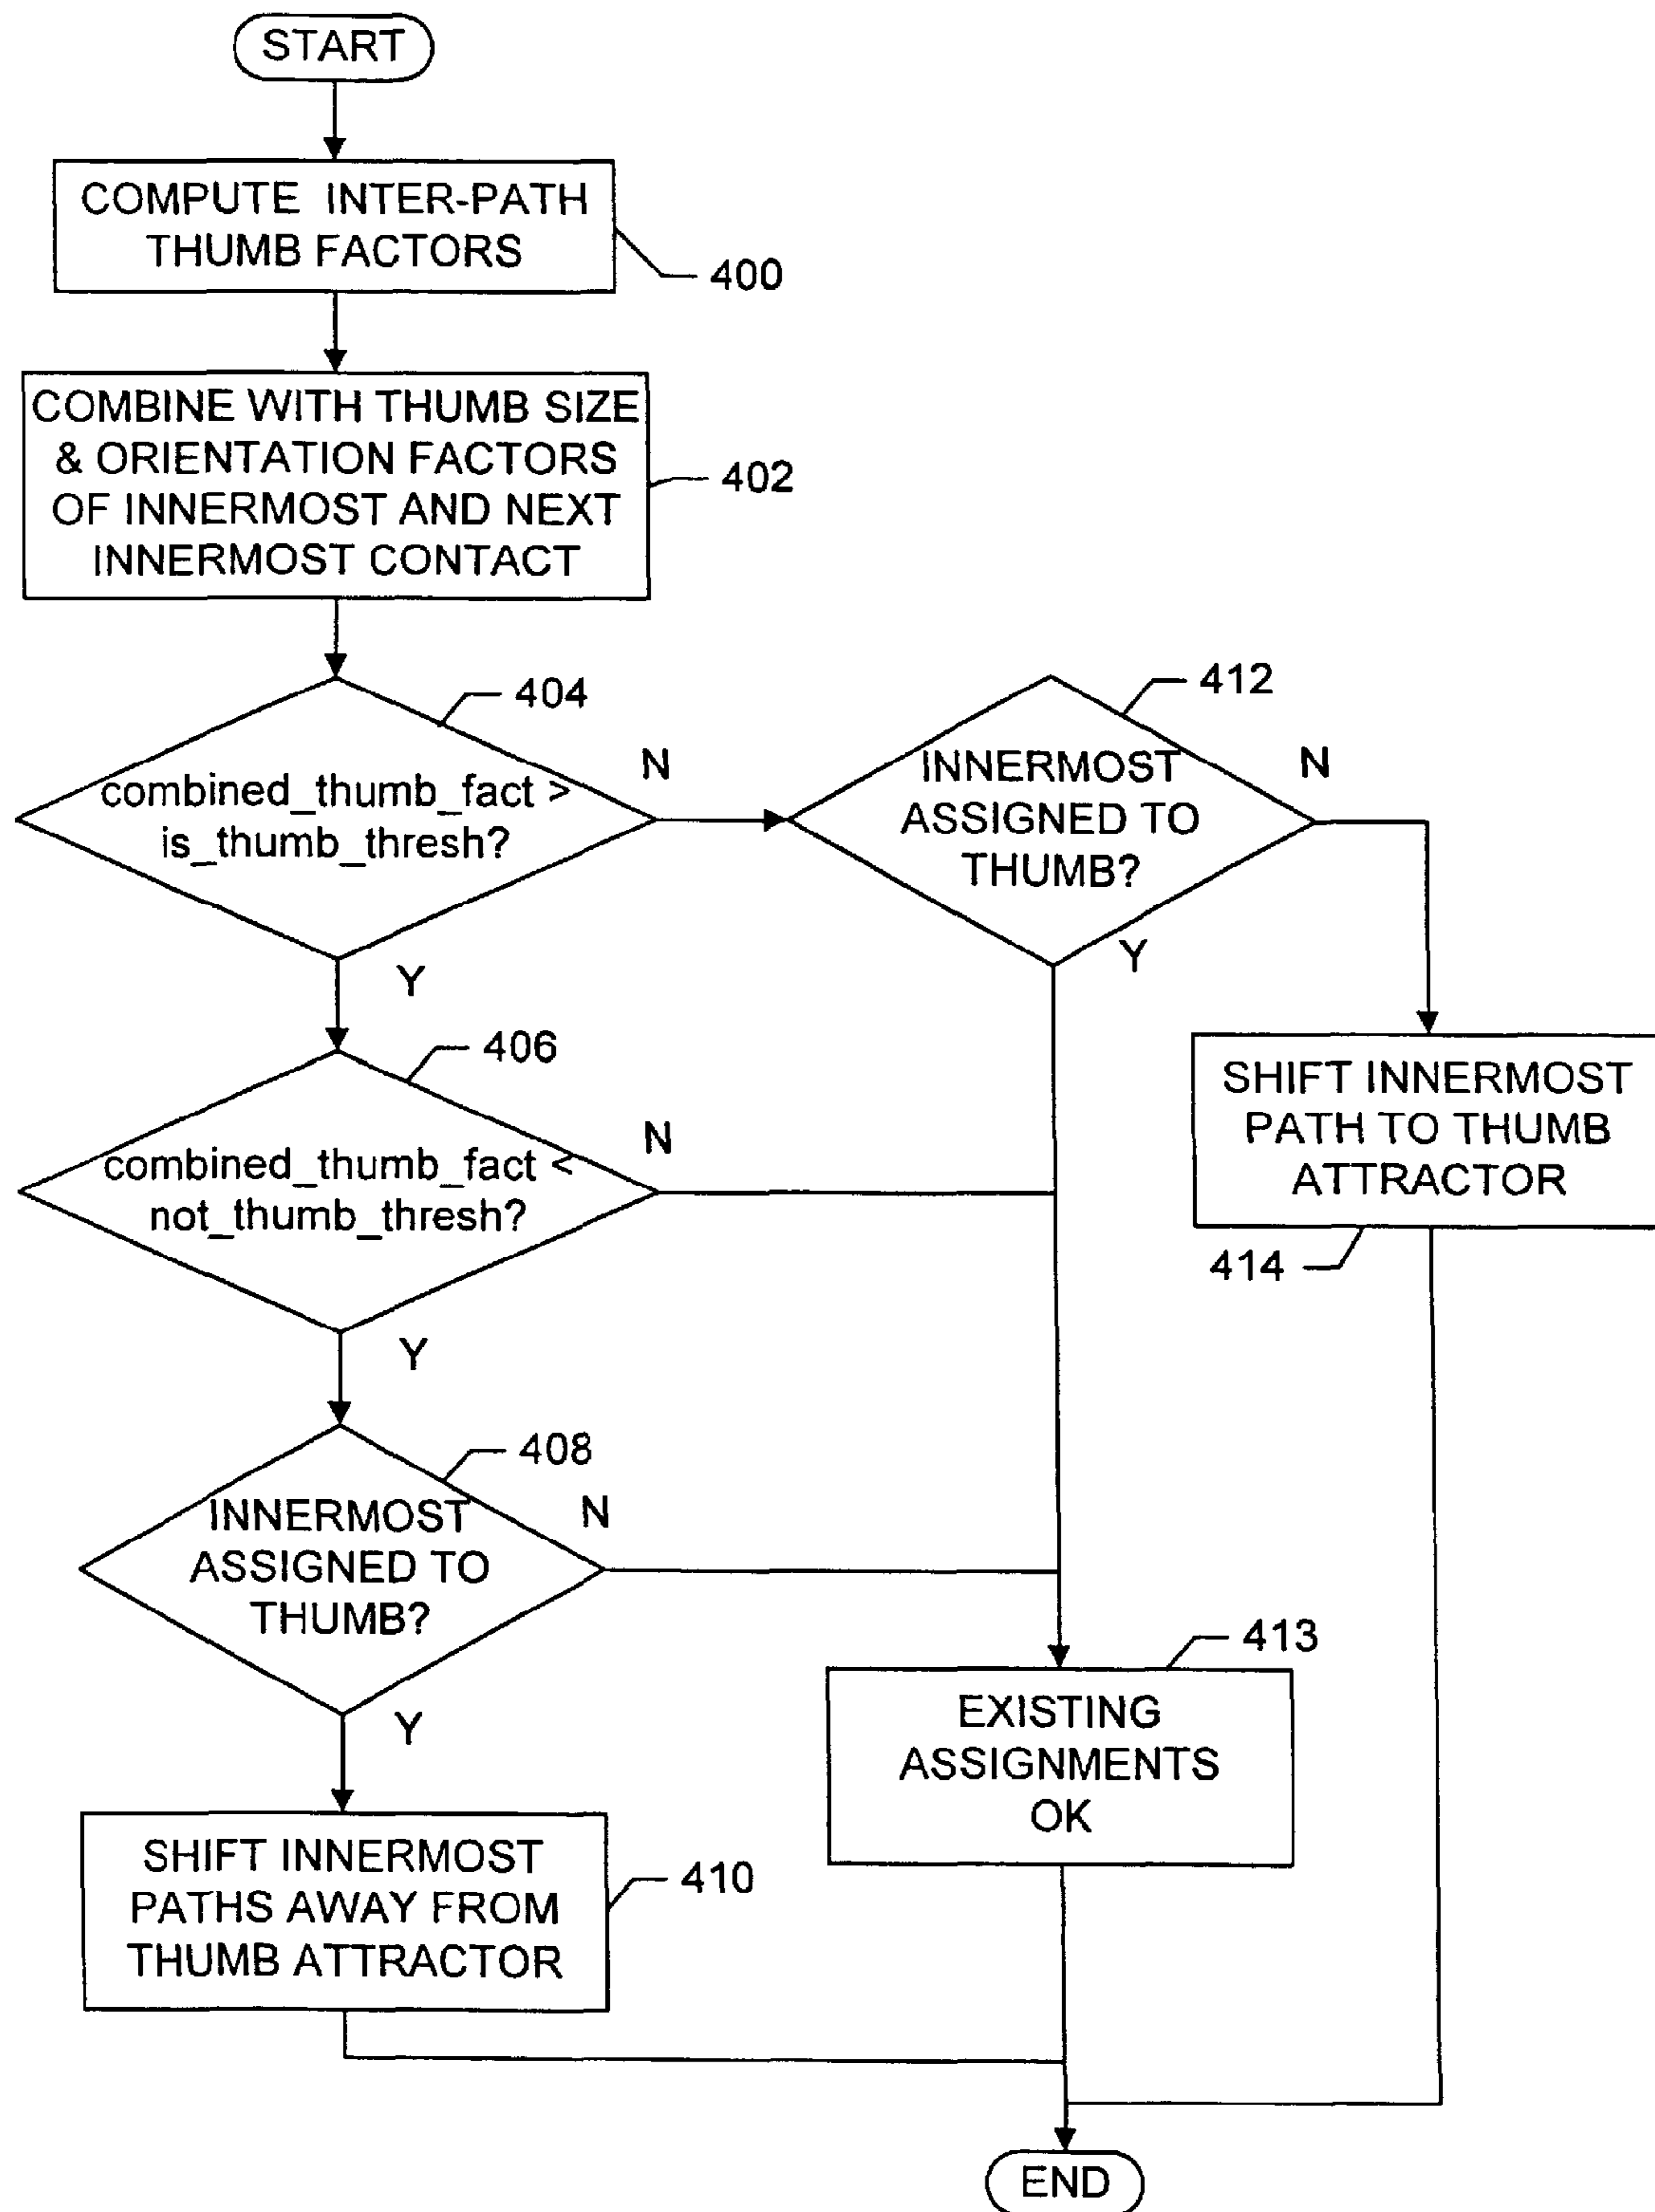 START
COMPUTE INTER-PATH
THUMB FACTORS
400
COMBINE WITH THUMB SIZE
& ORIENTATION FACTORS
OF INNERMOST AND NEXT
INNERMOST CONTACT
402
404
combined_thumb_fact >
is_thumb_thresh?
N
Y
412
INNERMOST
ASSIGNED TO
THUMB?
N
Y
406
combined_thumb_fact <
not_thumb_thresh?
N
Y
SHIFT INNERMOST
PATH TO THUMB
ATTRACTOR
414
408
INNERMOST
ASSIGNED TO
THUMB?
N
Y
413
EXISTING
ASSIGNMENTS
OK
SHIFT INNERMOST
PATHS AWAY FROM
THUMB ATTRACTOR
410
END